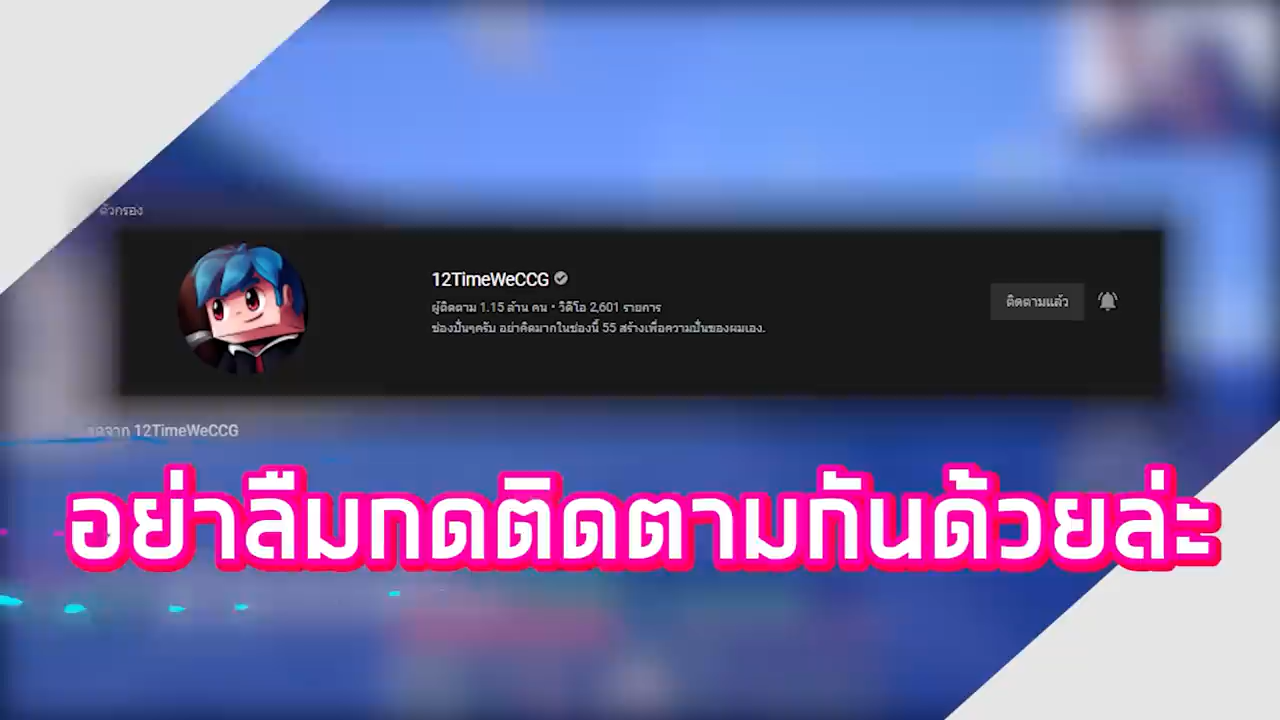 ตัวกรอง
12TimeWeCCG
ผู้ติดตาม 1.15 ล้าน คน • วิดีโอ 2,601 รายการ
ช่องปั่นๆครับ อย่าคิดมากในช่องนี้ 55 สร้างเพื่อความปั่นของผมเอง.
ติดตามแล้ว
จาก 12TimeWeCCG
อย่าลืมกดติดตามกันด้วยล่ะ